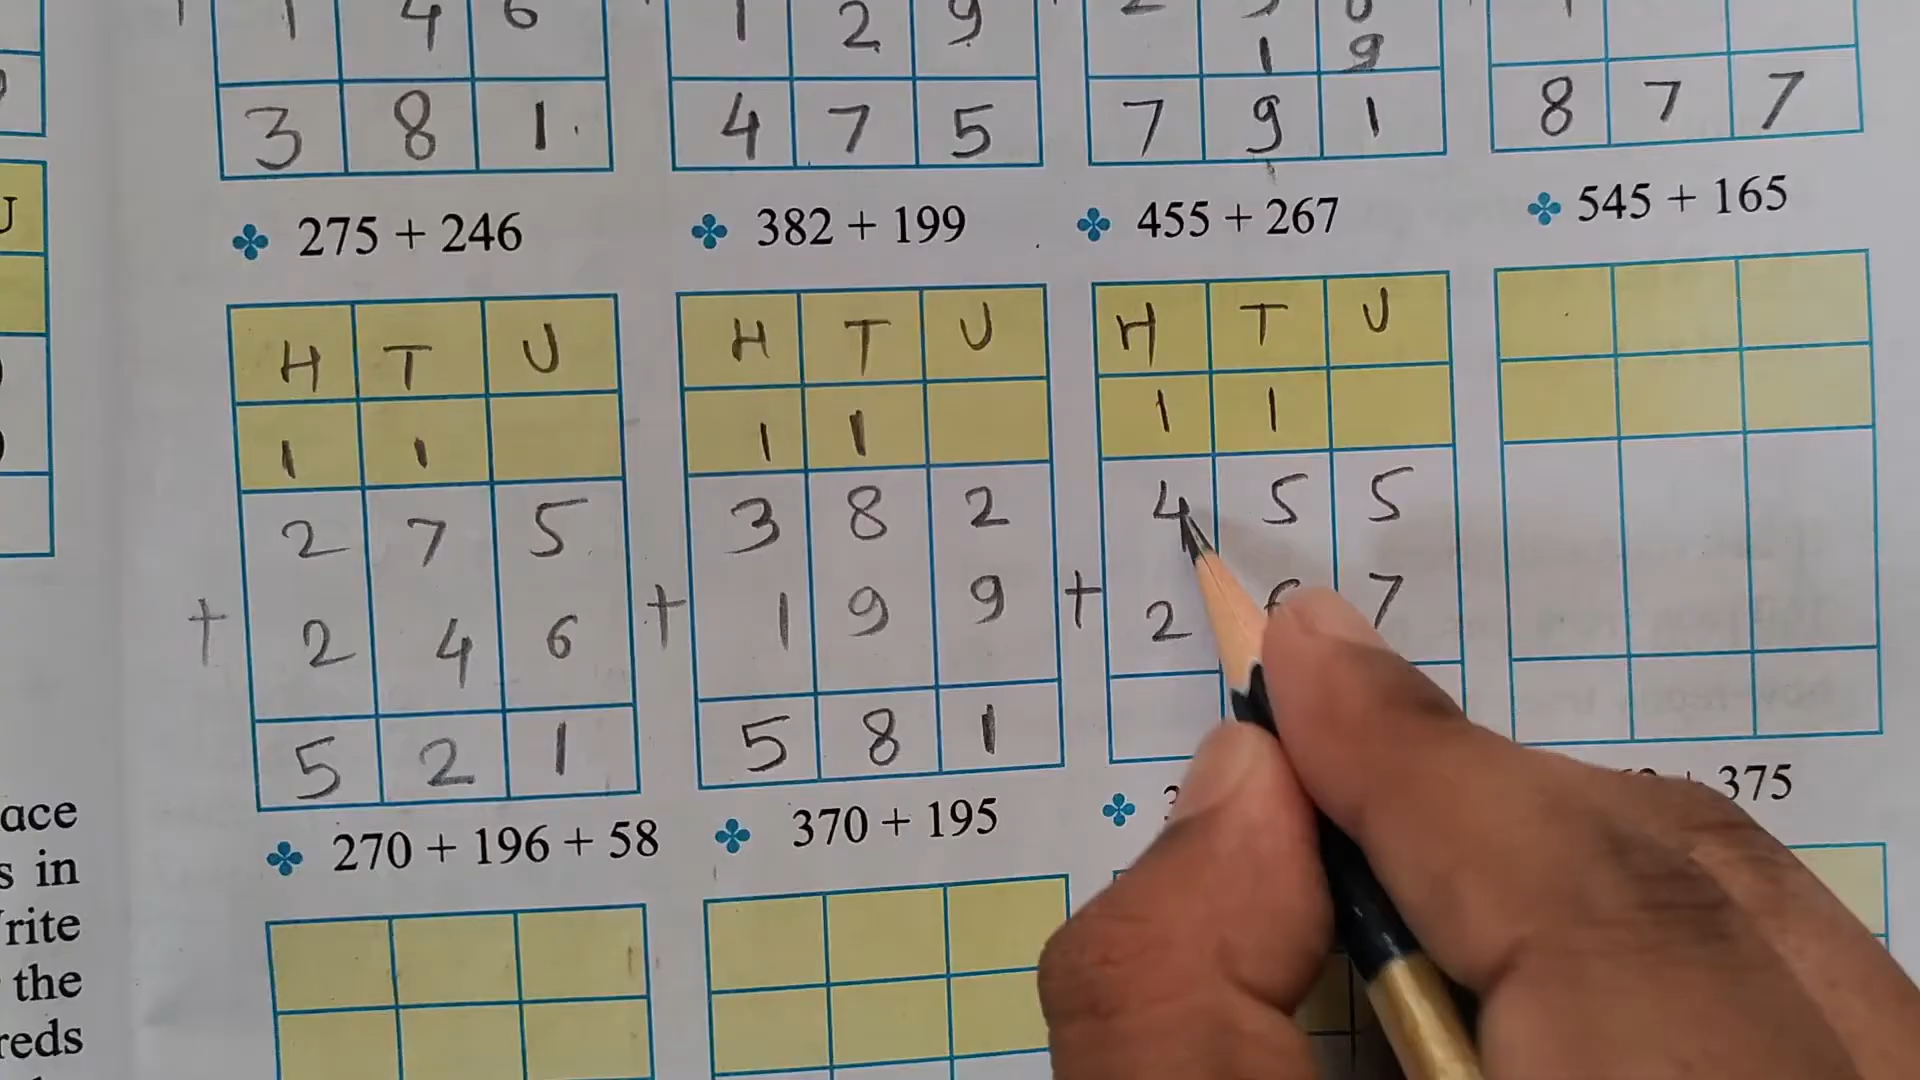 1 4 6
1 2 9
1 9
3 8 1
4 7 5
7 9 1
8 7 7
275 + 246
382 + 199
455 + 267
545 + 165
U
H T U
1 1
2 7 5
+ 2 4 6
5 2 1
H T U
1 1
3 8 2
+ 1 9 9
5 8 1
H T U
1 1
4 5 5
+ 2 6 7
270 + 196 + 58
370 + 195
+ 375
ace
s in
rite
the
reds